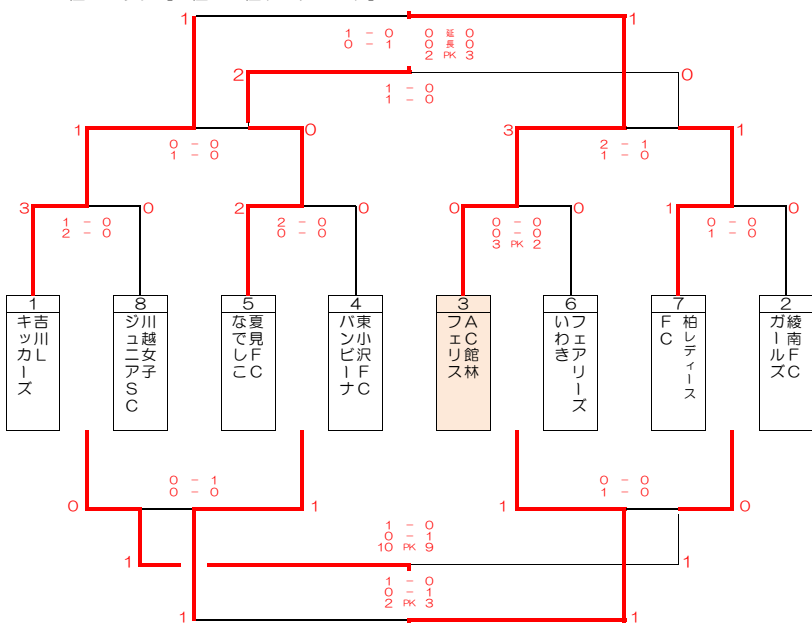 1 1
1 - 0 0 延 0
0 - 1 0 長 0
2 PK 3
2 0
1 - 0
1 - 0
1 0 3 1
0 - 0 2 - 1
1 - 0 1 - 0
3 0 2 0 0 0 1 0
1 - 0 2 - 0 0 - 0 0 - 0
2 - 0 0 - 0 0 - 0 1 - 0
3 PK 2
1 8 5 4 3 6 7 2
吉川L
キッカーズ
川越女子
ジュニアSC
夏見FC
なでしこ
東小沢FC
バンビーナ
AC館林
フェリス
フェアリーズ
いわき
柏レディース
FC
綾南FC
ガールズ
0 - 1 0 - 0
0 - 0 1 - 0
0 1 1 0
1 - 0
0 - 1
10 PK 9
1 1
1 - 0
0 - 1
2 PK 3
1 1